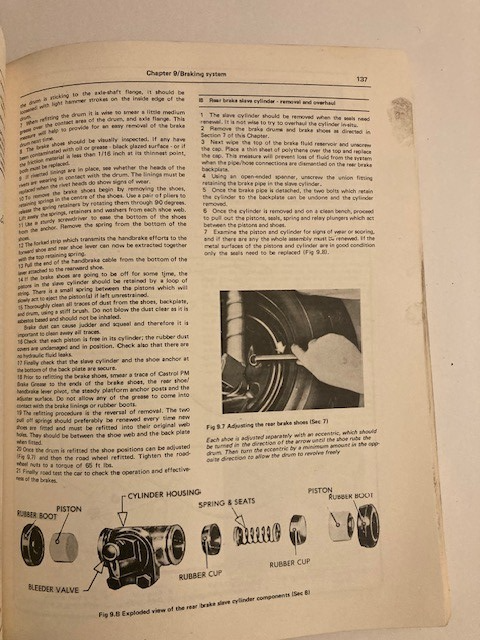 Chapter 9/Braking system
137
the drum is sticking to the axle-shaft flange, it should be
loosened with light hammer strokes on the inside edge of the
drum.
7 When refitting the drum it is wise to smear a little medium
grease over the contact area of the drum, and axle flange. This
measure will help to provide for an easy removal of the brake
drum next time.
8 The brake shoes should be visually inspected. If any have
been contaminated with oil or grease - black glazed surface - or if
the friction material is less than 1/16 inch at its thinnest point,
both must be replaced.
9 If riveted linings are in place, see whether the heads of the
rivets are wearing in contact with the drum. The linings must be
replaced when the rivet heads do show signs of wear.
10 To remove the brake shoes begin by removing the shoes,
steadying springs in the centre of the shoes. Use a pair of pliers to
release the spring retainers by rotating them through 90 degrees.
Lift away the springs, retainers and washers from each shoe web.
11 Use a sturdy screwdriver to ease the bottom of the shoes
from the anchor. Remove the spring from the bottom of the
shoes.
12 The forked strip which transmits the handbrake efforts to the
forward shoe and rear shoe lever can now be extracted together
with the top retaining spring.
13 Pull the end of the handbrake cable from the bottom of the
lever attached to the rearward shoe.
14 If the brake shoes are going to be off for some time, the
pistons in the slave cylinder should be retained by a loop of
string. There is a small spring between the pistons which will
slowly act to eject the piston(s) if left unrestrained.
15 Thoroughly clean all traces of dust from the shoes, backplate,
and drum, using a stiff brush. Do not blow the dust clear as it is
asbestos based and should not be inhaled.
Brake dust can cause judder and squeal and therefore it is
important to clean away all traces.
16 Check that each piston is free in its cylinder; the rubber dust
covers are undamaged and in position. Check also that there are
no hydraulic fluid leaks.
17 Finally check that the slave cylinder and the shoe anchor at
the bottom of the back plate are secure.
18 Prior to refitting the brake shoes, smear a trace of Castrol PM
Brake Grease to the ends of the brake shoes, the rear shoe/
handbrake lever pivot, the steady platform anchor posts and the
adjuster surface. Do not allow any of the grease to come into
contact with the brake linings or rubber boots.
19 The refitting procedure is the reversal of removal. The two
pull off springs should preferably be renewed every time new
shoes are fitted and must be refitted into their original web
holes. They should be between the shoe web and the back plate
when fitted.
20 Once the drum is refitted the shoe positions can be adjusted
(Fig 9.7) and then the road wheel refitted. Tighten the road-
wheel nuts to a torque of 65 lb ft.
21 Finally road test the car to check the operation and effective-
ness of the brakes.
8 Rear brake slave cylinder - removal and overhaul
1 The slave cylinder should be removed when the seals need
renewal. It is not wise to try to overhaul the cylinder in-situ.
2 Remove the brake drums and brake shoes as directed in
Section 7 of this Chapter.
3 Next wipe the top of the brake fluid reservoir and unscrew
the cap. Place a thin sheet of polythene over the top and replace
the cap. This measure will prevent loss of fluid from the system
when the pipe/hose connections are dismantled on the rear brake
backplate.
4 Using an open-ended spanner, unscrew the union fitting
retaining the brake pipe in the slave cylinder.
5 Once the brake pipe is detached, the two bolts which retain
the cylinder to the backplate can be undone and the cylinder
removed.
6 Once the cylinder is removed and on a clean bench, proceed
to pull out the pistons, seals, spring and relay plungers which act
between the pistons and shoes.
7 Examine the piston and cylinder for signs of wear or scoring,
and if there are any the whole assembly must be renewed. If the
metal surfaces of the pistons and cylinder are in good condition
only the seals need to be replaced (Fig 9.8).
Fig 9.7 Adjusting the rear brake shoes (Sec 7)
Each shoe is adjusted separately with an eccentric, which should
be turned in the direction of the arrow until the shoe rubs the
drum. Then turn the eccentric by a minimum amount in the opp-
osite direction to allow the drum to revolve freely
RUBBER BOOT
PISTON
CYLINDER HOUSING
SPRING & SEATS
PISTON
RUBBER BOOT
BLEEDER VALVE
RUBBER CUP
RUBBER CUP
Fig 9.8 Exploded view of the rear brake slave cylinder components (Sec 8)